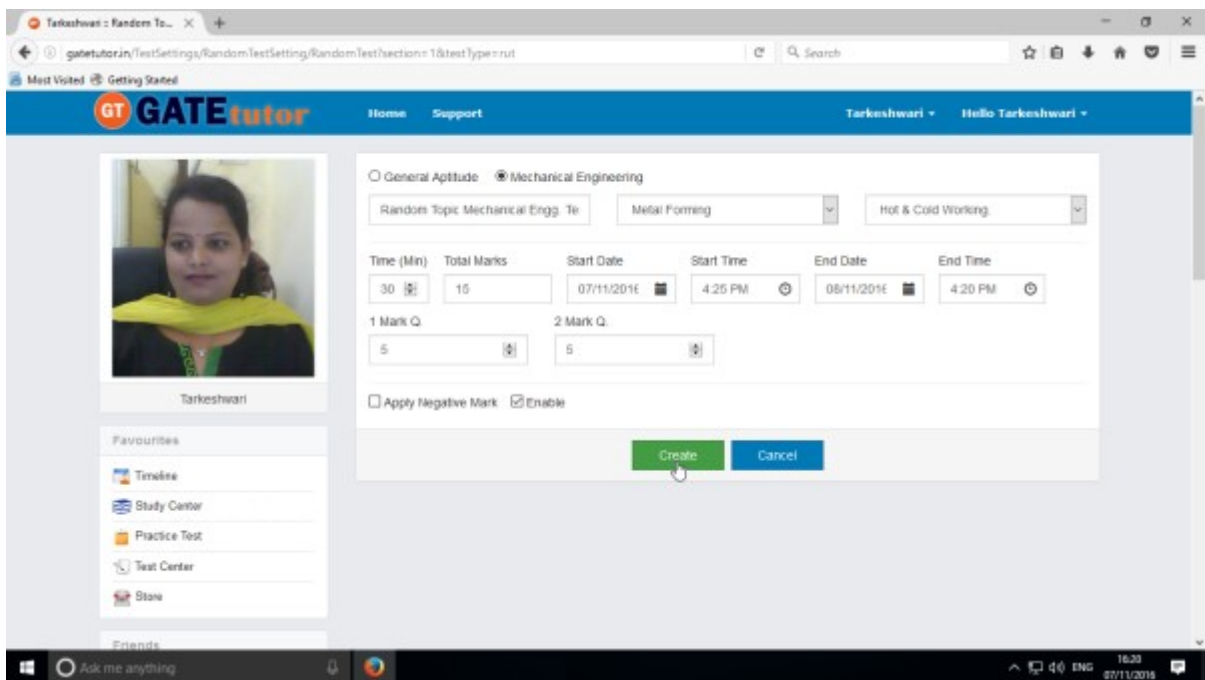 Tarkeshwari :: Random To...
gatetutor.in/TestSettings/RandomTestSetting/RandomTest?section=1&testType=rut
Search
Most Visited Getting Started
GT GATEtutor Home Support Tarkeshwari Hello Tarkeshwari
General Aptitude Mechanical Engineering
Random Topic Mechanical Engg. Te Metal Forming Hot & Cold Working.
Time (Min) Total Marks Start Date Start Time End Date End Time
30 15 07/11/2016 4:25 PM 08/11/2016 4:20 PM
1 Mark Q. 2 Mark Q.
5 5
Apply Negative Mark Enable
Create Cancel
Tarkeshwari
Favourites
Timeline
Study Center
Practice Test
Test Center
Store
Friends
Ask me anything ENG 16:20
07/11/2016